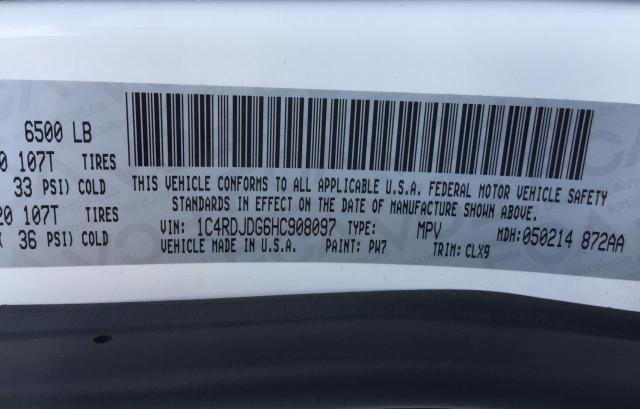 6500 LB
0 107T TIRES
33 PSI) COLD
20 107T TIRES
36 PSI) COLD
THIS VEHICLE CONFORMS TO ALL APPLICABLE U.S.A. FEDERAL MOTOR VEHICLE SAFETY
STANDARDS IN EFFECT ON THE DATE OF MANUFACTURE SHOWN ABOVE.
VIN: 1C4RDJDG6HC908097 TYPE: MPV MDH:050214 872AA
VEHICLE MADE IN U.S.A. PAINT: PW7 TRIM: CLX9